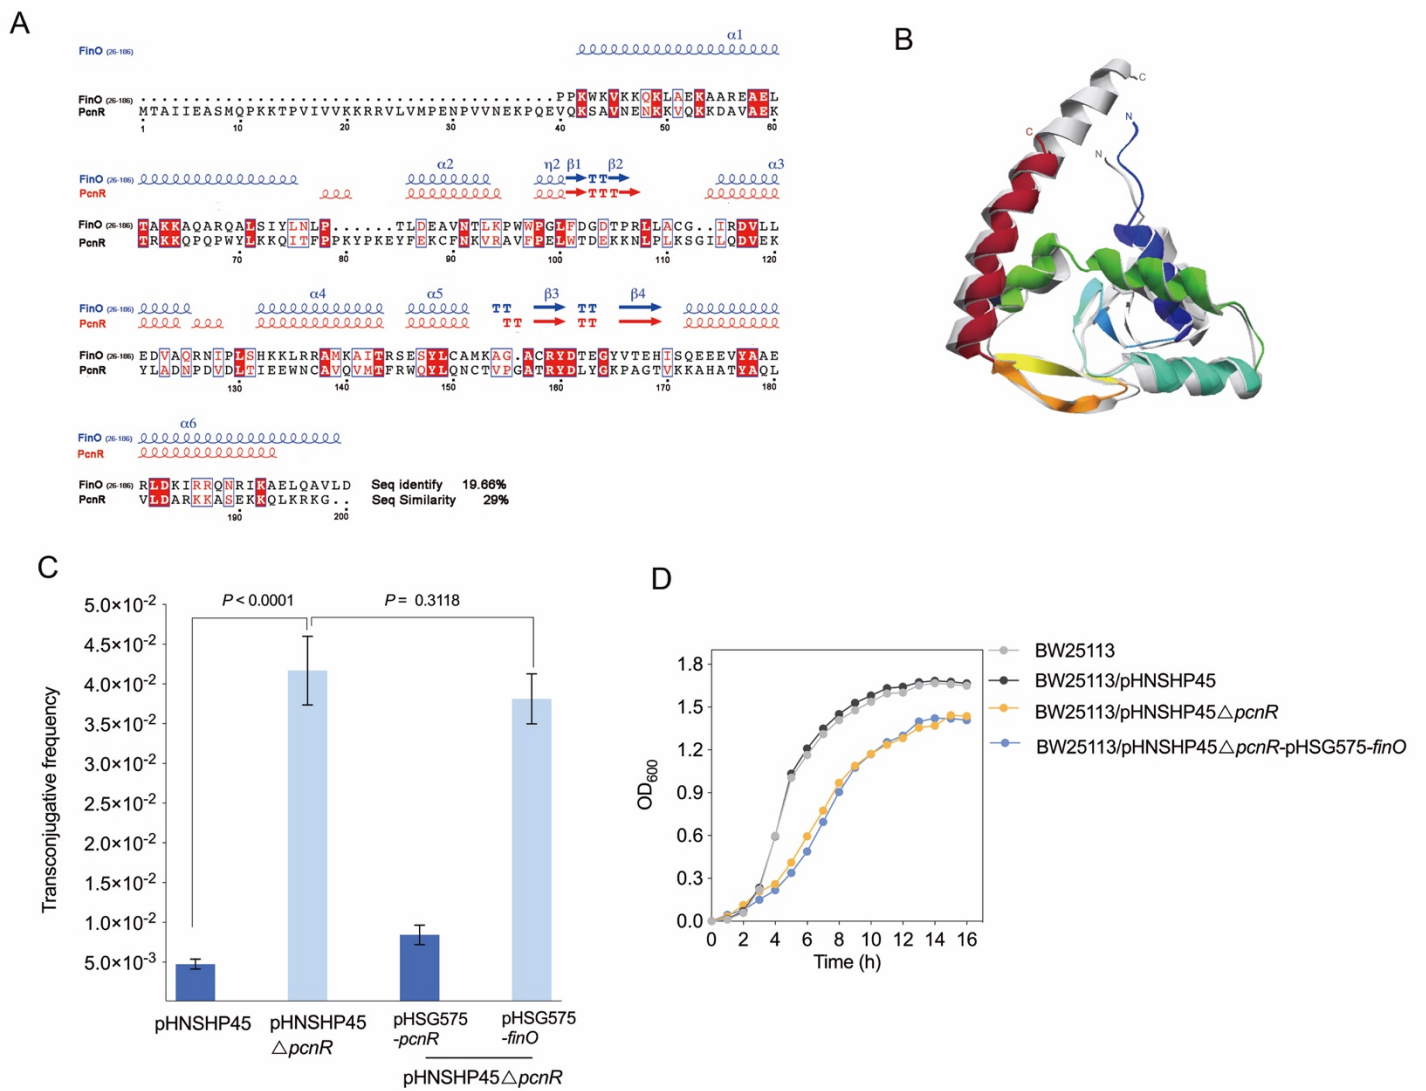 A
FinO (26-186) α1
FinO (26-186) ........................................PPKWKVKKQKLAEKAAREAEL
PcnR MTAIIEASMQPKKTPVIVVKKRRVLVMPENPVVNEKPQEVQKSAVNENKKVQKKDAVAEK
1 10 20 30 40 50 60
α2 η2 β1 β2 α3
FinO (26-186) TT
PcnR TTT
FinO (26-186) TAKKAQARQALSIYLNLP......TLDEAVNTLKPWWPGLFDGDTPRLLACG..IRDVLL
PcnR TRKKQPQPWYLKKQITFPPKYPKEYFEKCFNKVRAVFPELWTDEKKNLPLKSGILQDVEK
70 80 90 100 110 120
α4 α5 β3 β4
FinO (26-186) TT TT
PcnR TT TT
FinO (26-186) EDVAQRNIPLSHKKLRRAMKAITRSESYLCAMKAG.ACRYDTEGYVTEHISQEEEVYAAE
PcnR YLADNPDVDLTIEEWNCAVQVMTFRWQYLQNCTVPGATRYDLYGKPAGTVKKAHATYAQL
130 140 150 160 170 180
α6
FinO (26-186)
PcnR
FinO (26-186) RLDKIRRQNRIKAELQAVLD Seq identify 19.66%
PcnR VLDARKKASEKKQLKRKG.. Seq Similarity 29%
190 200
B
C
N
C
N
C
P < 0.0001 P = 0.3118
Transconjugative frequency
5.0×10-2
4.5×10-2
4.0×10-2
3.5×10-2
3.0×10-2
2.5×10-2
2.0×10-2
1.5×10-2
1.0×10-2
5.0×10-3
pHNSHP45
pHNSHP45
△pcnR
pHSG575
-pcnR
pHSG575
-finO
pHNSHP45△pcnR
D
OD600
1.8
1.5
1.2
0.9
0.6
0.3
0.0
0 2 4 6 8 10 12 14 16
Time (h)
BW25113
BW25113/pHNSHP45
BW25113/pHNSHP45△pcnR
BW25113/pHNSHP45△pcnR-pHSG575-finO